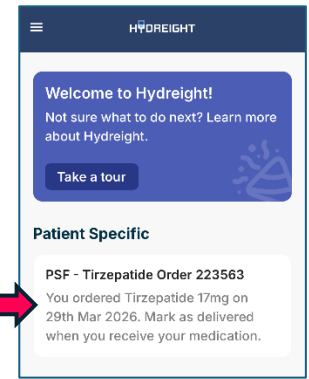 HYDREIGHT
Welcome to Hydreight!
Not sure what to do next? Learn more
about Hydreight.
Take a tour
Patient Specific
PSF - Tirzepatide Order 223563
You ordered Tirzepatide 17mg on
29th Mar 2026. Mark as delivered
when you receive your medication.